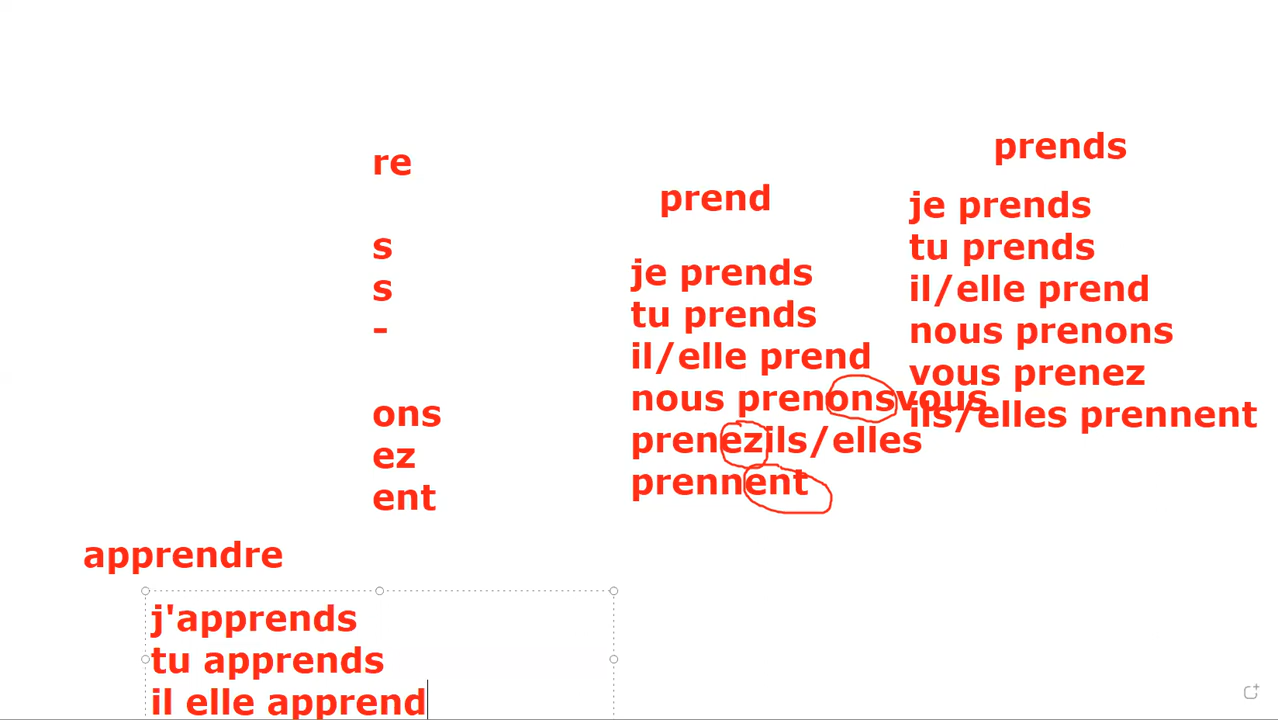 re
s
s
-
ons
ez
ent
prend
je prends
tu prends
il/elle prend
nous prenonsvous
prenezils/elles
prennent
prends
je prends
tu prends
il/elle prend
nous prenons
vous prenez
ils/elles prennent
apprendre
j'apprends
tu apprends
il elle apprend